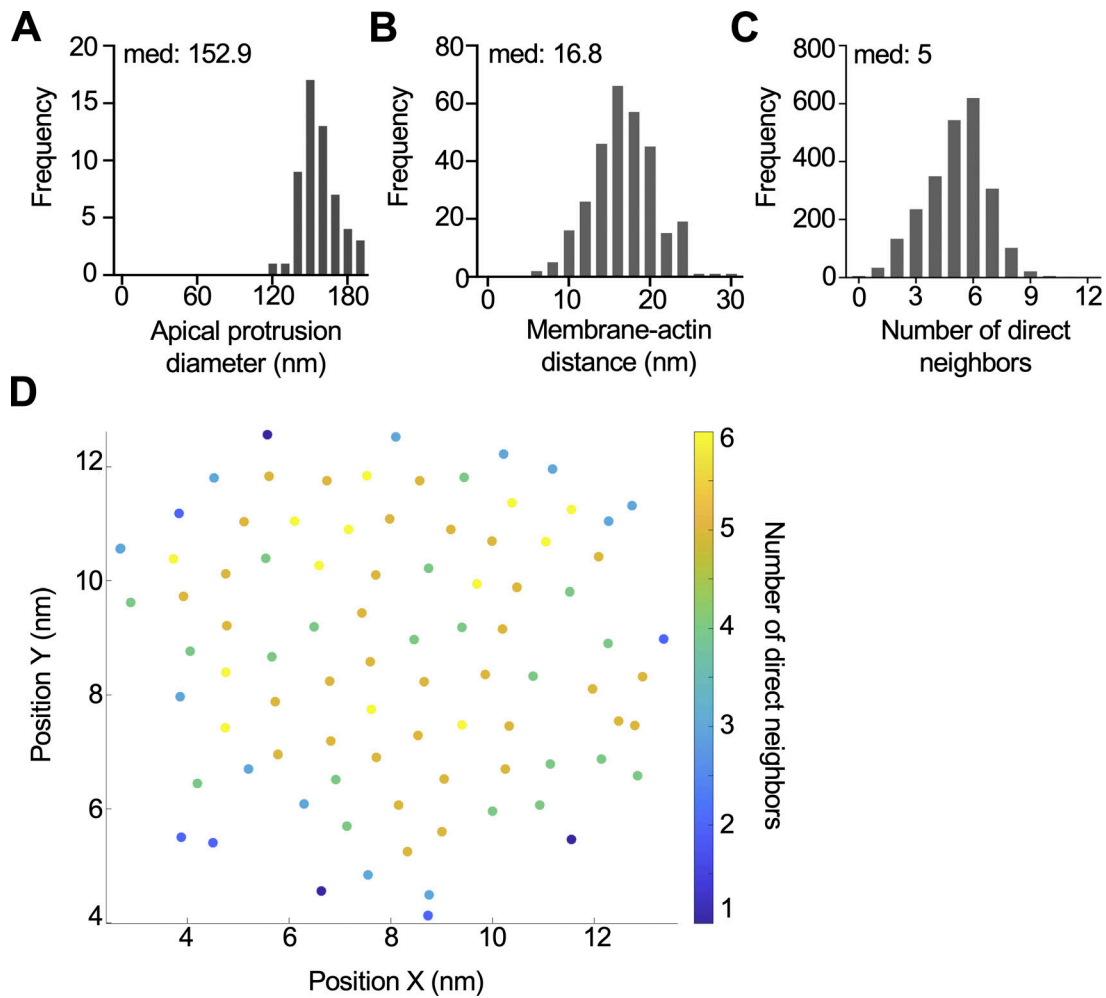 A
med: 152.9
Frequency
20
15
10
5
0
0
60
120
180
Apical protrusion
diameter (nm)
B
med: 16.8
Frequency
80
60
40
20
0
0
10
20
30
Membrane-actin
distance (nm)
C
med: 5
Frequency
800
600
400
200
0
0
3
6
9
12
Number of direct
neighbors
D
Position Y (nm)
12
10
8
6
4
4
6
8
10
12
Position X (nm)
6
5
4
3
2
1
Number of direct neighbors